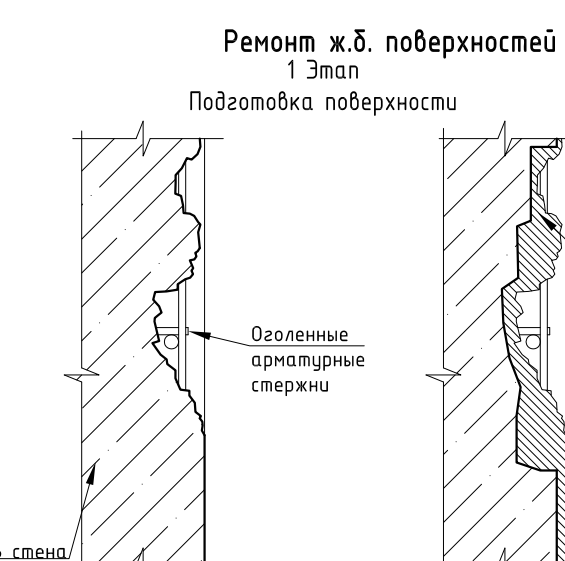 Ремонт ж.б. поверхностей
1 Этап
Подготовка поверхности
Оголенные
арматурные
стержни
стена